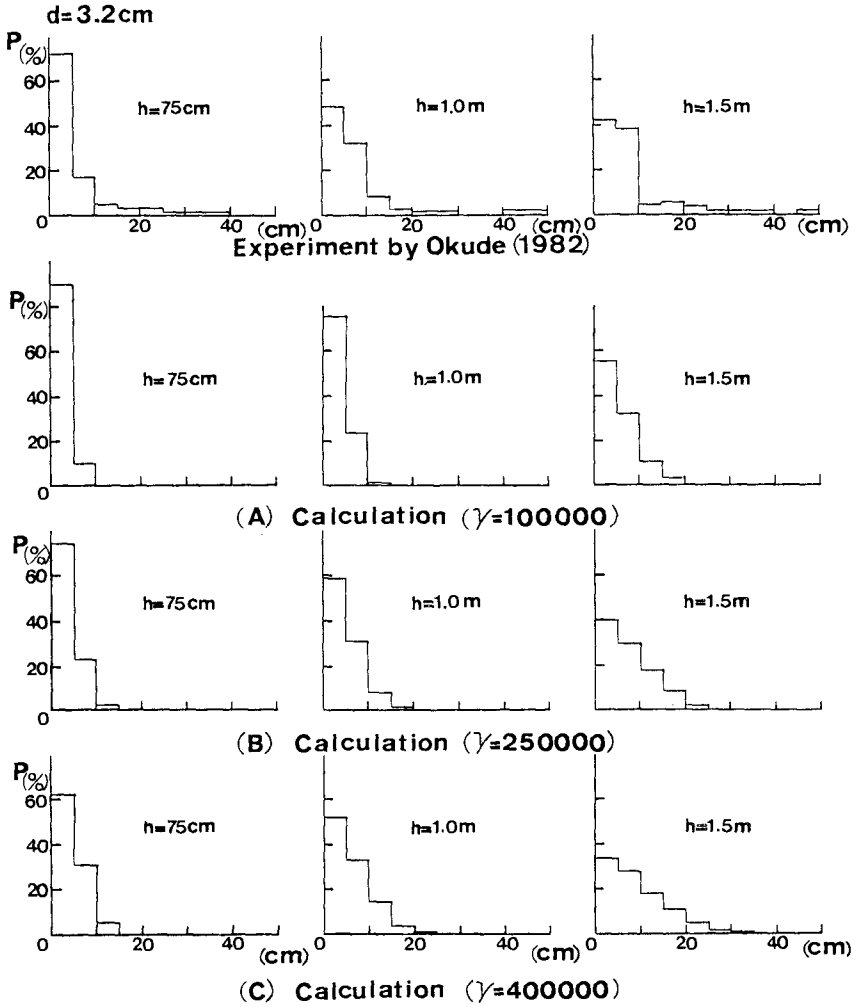 d=3.2cm
P(%)
60
40
20
0
h=75cm
h=1.0m
h=1.5m
20
40
(cm)
0
20
40
(cm)
0
20
40
(cm)
Experiment by Okude (1982)
P(%)
60
40
20
0
h=75cm
h=1.0m
h=1.5m
(A) Calculation (γ=100000)
P(%)
60
40
20
0
h=75cm
h=1.0m
h=1.5m
(B) Calculation (γ=250000)
P(%)
60
40
20
0
h=75cm
h=1.0m
h=1.5m
20
40
(cm)
0
20
40
(cm)
0
20
40
(cm)
(C) Calculation (γ=400000)